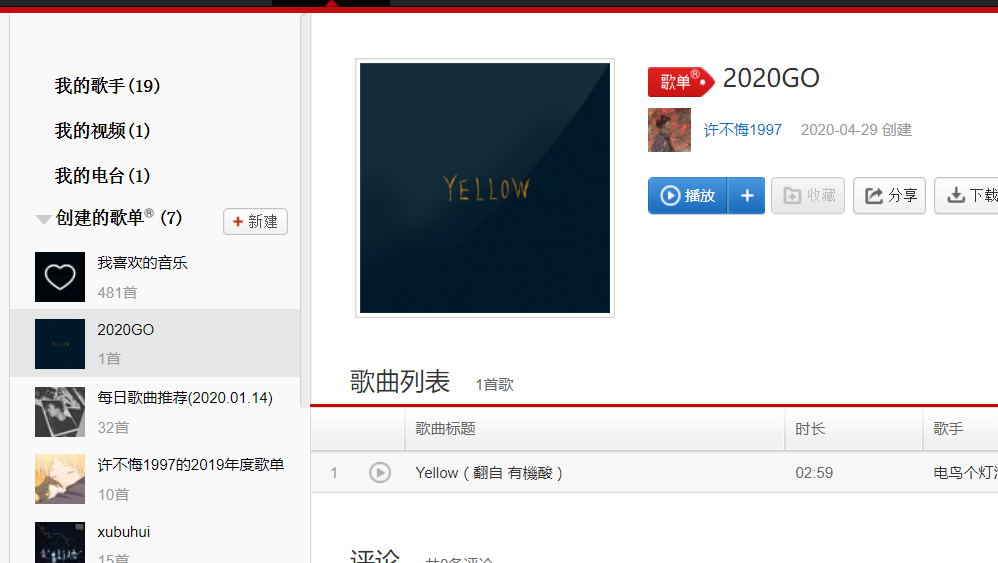 我的歌手(19)
我的视频(1)
我的电台(1)
创建的歌单® (7)
+ 新建
我喜欢的音乐
481首
2020GO
1首
每日歌曲推荐(2020.01.14)
32首
许不悔1997的2019年度歌单
10首
xubuhui
15首
YELLOW
歌单®
2020GO
许不悔1997 2020-04-29 创建
播放 + 收藏 分享 下载
歌曲列表 1首歌
歌曲标题 时长 歌手
1 Yellow ( 翻自 有機酸 ) 02:59 电鸟个灯
评论 共0条评论